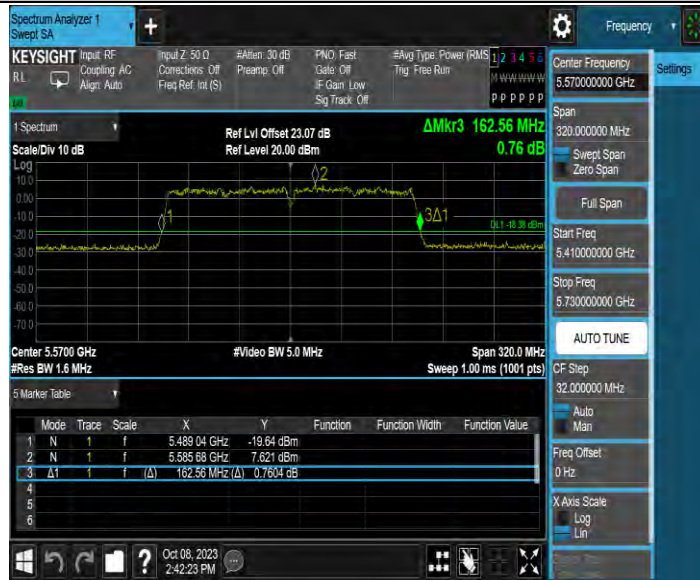 Spectrum Analyzer 1
Swept SA
+
Frequency
KEYSIGHT
RL
Input: RF
Coupling: AC
Align: Auto
Input Z: 50 Ω
Corrections: Off
Freq Ref: Int (S)
#Atten: 30 dB
Preamp: Off
PNO: Fast
Gate: Off
IF Gain: Low
Sig Track: Off
#Avg Type: Power (RMS
Trig: Free Run
1 2 3 4 5 6
M W W W W W
P P P P P P
1 Spectrum
Scale/Div 10 dB
Ref Lvl Offset 23.07 dB
Ref Level 20.00 dBm
ΔMkr3 162.56 MHz
0.76 dB
Log
10.0
0.00
-10.0
-20.0
-30.0
-40.0
-50.0
-60.0
-70.0
1
2
3Δ1
DL1 -18.38 dBm
Center 5.5700 GHz
#Video BW 5.0 MHz
Span 320.0 MHz
#Res BW 1.6 MHz
Sweep 1.00 ms (1001 pts)
5 Marker Table
Mode Trace Scale X Y Function Function Width Function Value
1 N 1 f 5.489 04 GHz -19.64 dBm
2 N 1 f 5.585 68 GHz 7.621 dBm
3 Δ1 1 f (Δ) 162.56 MHz (Δ) 0.7604 dB
4
5
6
Oct 08, 2023
2:42:23 PM
Center Frequency
5.570000000 GHz
Settings
Span
320.000000 MHz
Swept Span
Zero Span
Full Span
Start Freq
5.410000000 GHz
Stop Freq
5.730000000 GHz
AUTO TUNE
CF Step
32.000000 MHz
Auto
Man
Freq Offset
0 Hz
X Axis Scale
Log
Lin